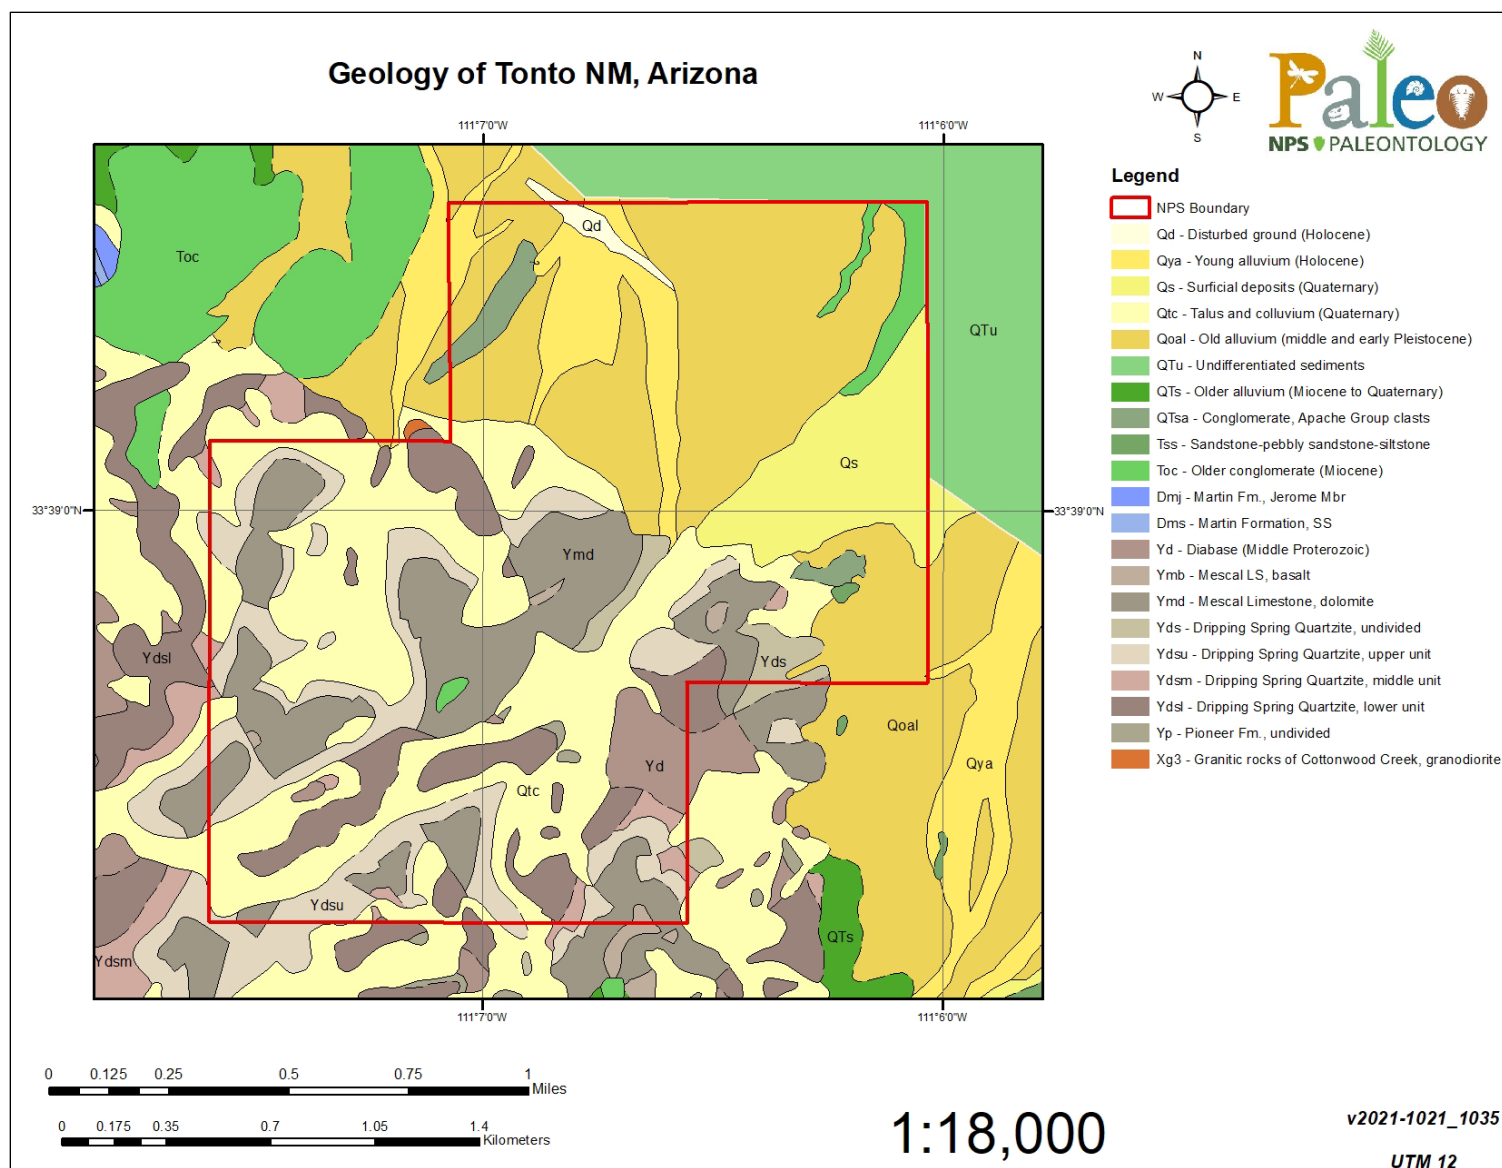 Geology of Tonto NM, Arizona
N
W E
S
Paleo
NPS PALEONTOLOGY
111°7'0"W 111°6'0"W
Legend
NPS Boundary
Qd - Disturbed ground (Holocene)
Qya - Young alluvium (Holocene)
Qs - Surficial deposits (Quaternary)
Qtc - Talus and colluvium (Quaternary)
Qoal - Old alluvium (middle and early Pleistocene)
QTu - Undifferentiated sediments
QTs - Older alluvium (Miocene to Quaternary)
QTsa - Conglomerate, Apache Group clasts
Tss - Sandstone-pebbly sandstone-siltstone
Toc - Older conglomerate (Miocene)
Dmj - Martin Fm., Jerome Mbr
Dms - Martin Formation, SS
Yd - Diabase (Middle Proterozoic)
Ymb - Mescal LS, basalt
Ymd - Mescal Limestone, dolomite
Yds - Dripping Spring Quartzite, undivided
Ydsu - Dripping Spring Quartzite, upper unit
Ydsm - Dripping Spring Quartzite, middle unit
Ydsl - Dripping Spring Quartzite, lower unit
Yp - Pioneer Fm., undivided
Xg3 - Granitic rocks of Cottonwood Creek, granodiorite
Qd
Toc
QTu
Qs
33°39'0"N 33°39'0"N
Ymd
Ydsl
Yds
Qoal
Yd
Qya
Qtc
Ydsu
QTs
Ydsm
111°7'0"W 111°6'0"W
0 0.125 0.25 0.5 0.75 1
Miles
0 0.175 0.35 0.7 1.05 1.4
Kilometers
1:18,000
v2021-1021_1035
UTM 12